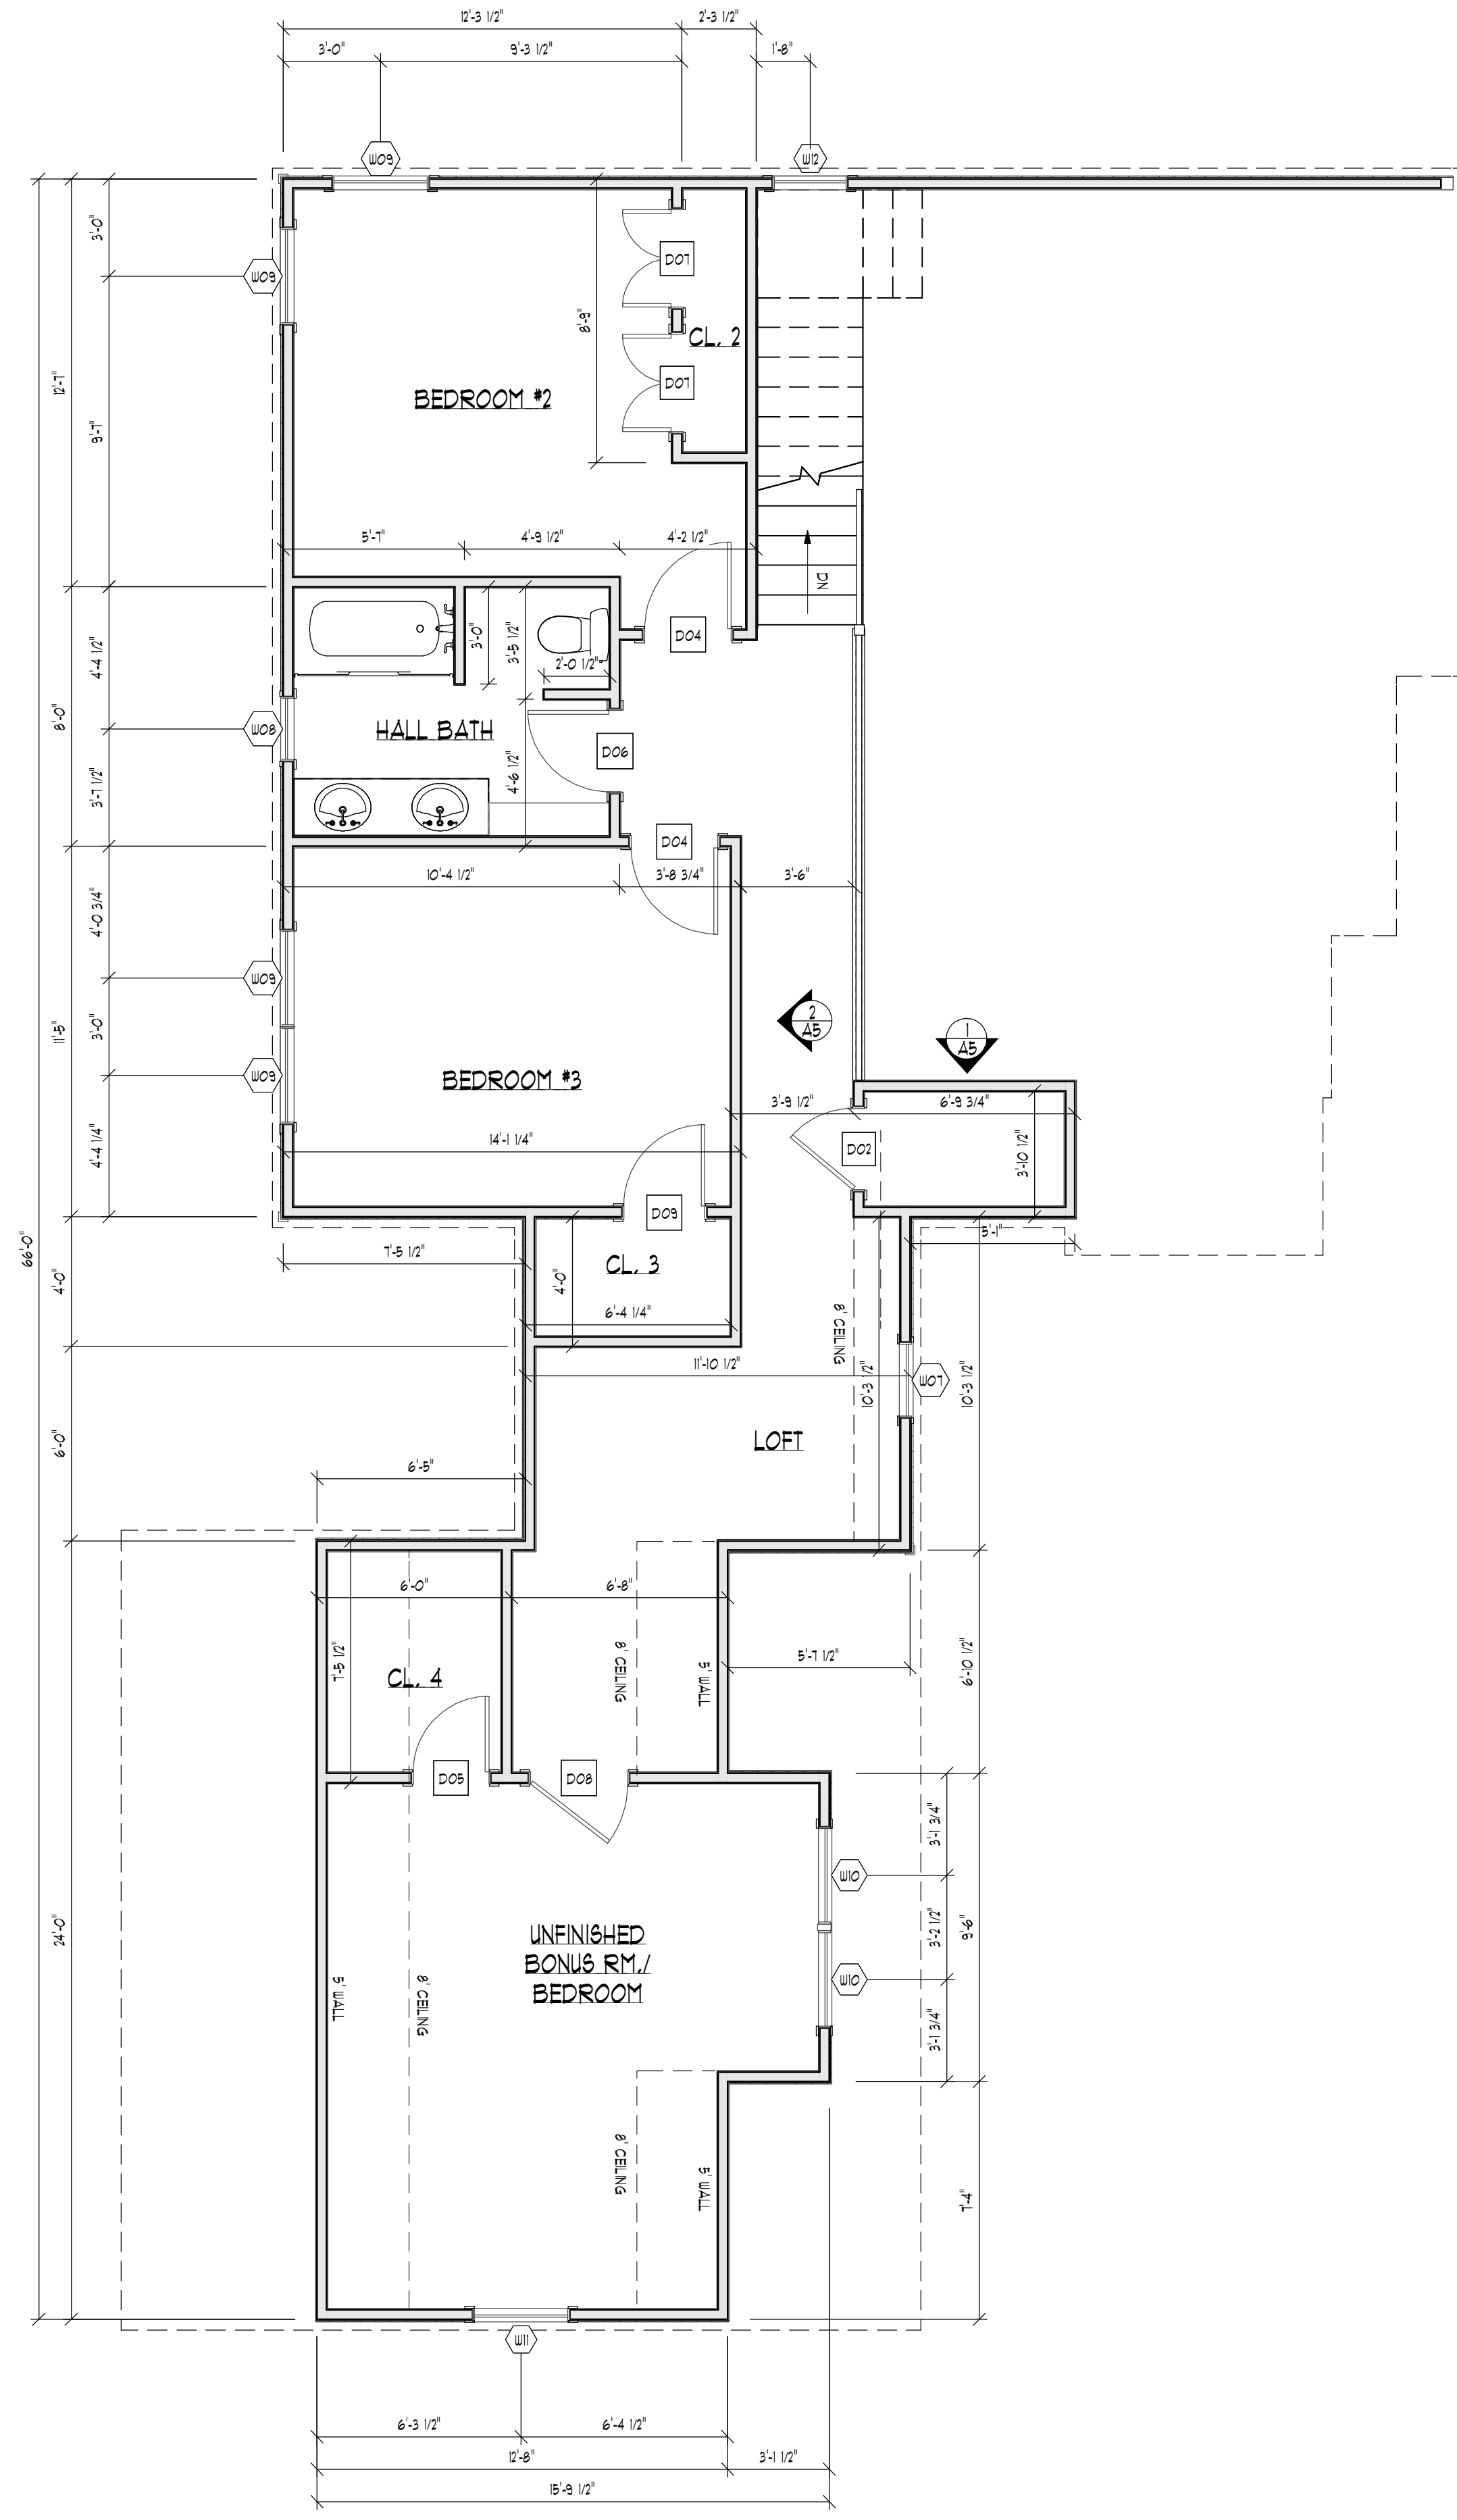 12'-3 1/2"
2'-3 1/2"
3'-0"
9'-3 1/2"
1'-8"
W09
W12
3'-0"
W09
D07
8'-9"
CL. 2
12'-7"
9'-7"
D07
BEDROOM #2
5'-7"
4'-9 1/2"
4'-2 1/2"
DN
4'-4 1/2"
3'-0"
3'-5 1/2"
2'-0 1/2"
D04
8'-0"
W08
HALL BATH
D06
3'-7 1/2"
4'-6 1/2"
D04
10'-4 1/2"
3'-8 3/4"
3'-6"
4'-0 3/4"
W09
11'-5"
3'-0"
2
A5
1
A5
W09
BEDROOM #3
3'-9 1/2"
6'-9 3/4"
4'-4 1/4"
14'-1 1/4"
D02
3'-10 1/2"
D09
66'-0"
7'-5 1/2"
5'-1"
4'-0"
4'-0"
CL. 3
6'-4 1/4"
8' CEILING
11'-10 1/2"
10'-3 1/2"
W07
10'-3 1/2"
6'-0"
LOFT
6'-5"
6'-0"
6'-8"
7'-5 1/2"
CL. 4
8' CEILING
5' WALL
5'-7 1/2"
6'-10 1/2"
D05
D08
3'-1 3/4"
W10
24'-0"
UNFINISHED
BONUS RM./
BEDROOM
3'-2 1/2"
9'-6"
W10
5' WALL
8' CEILING
3'-1 3/4"
8' CEILING
5' WALL
7'-4"
W11
6'-3 1/2"
6'-4 1/2"
12'-8"
3'-1 1/2"
15'-9 1/2"